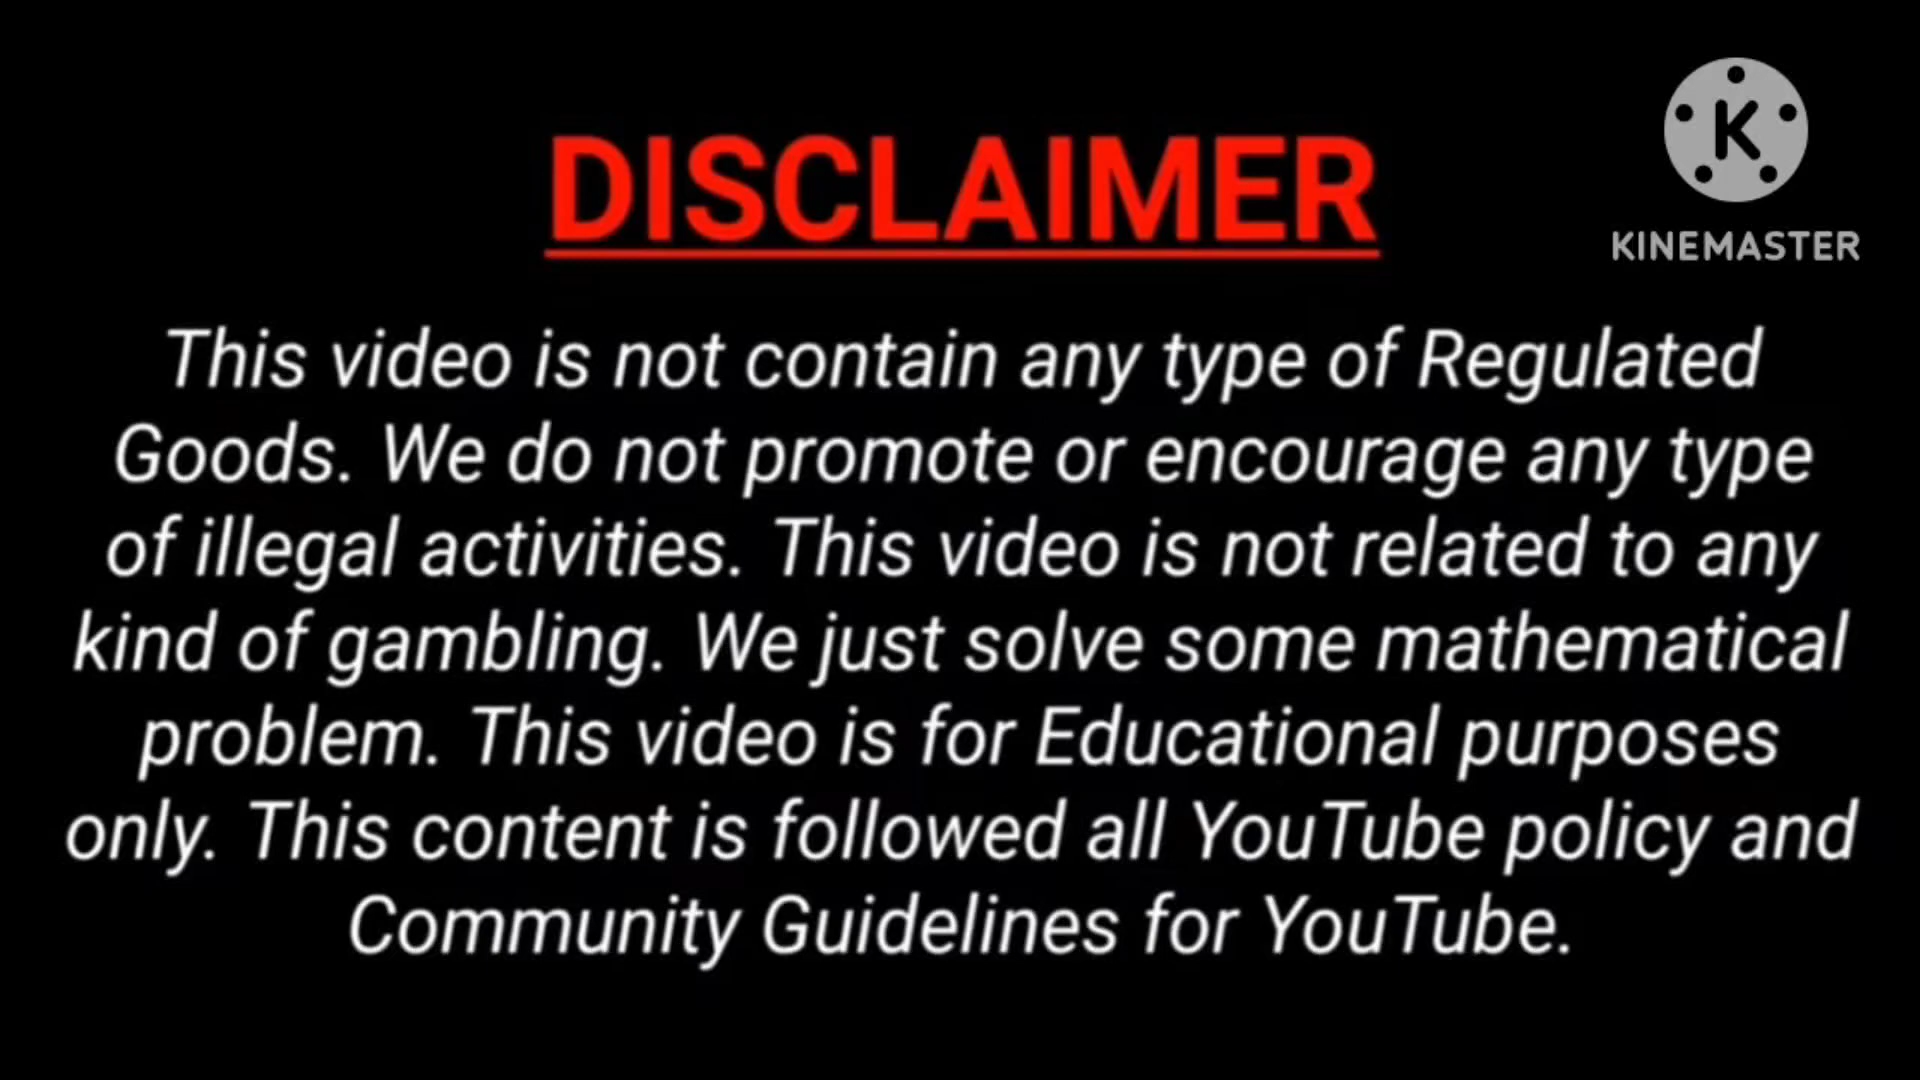 DISCLAIMER
K
KINEMASTER
This video is not contain any type of Regulated
Goods. We do not promote or encourage any type
of illegal activities. This video is not related to any
kind of gambling. We just solve some mathematical
problem. This video is for Educational purposes
only. This content is followed all YouTube policy and
Community Guidelines for YouTube.